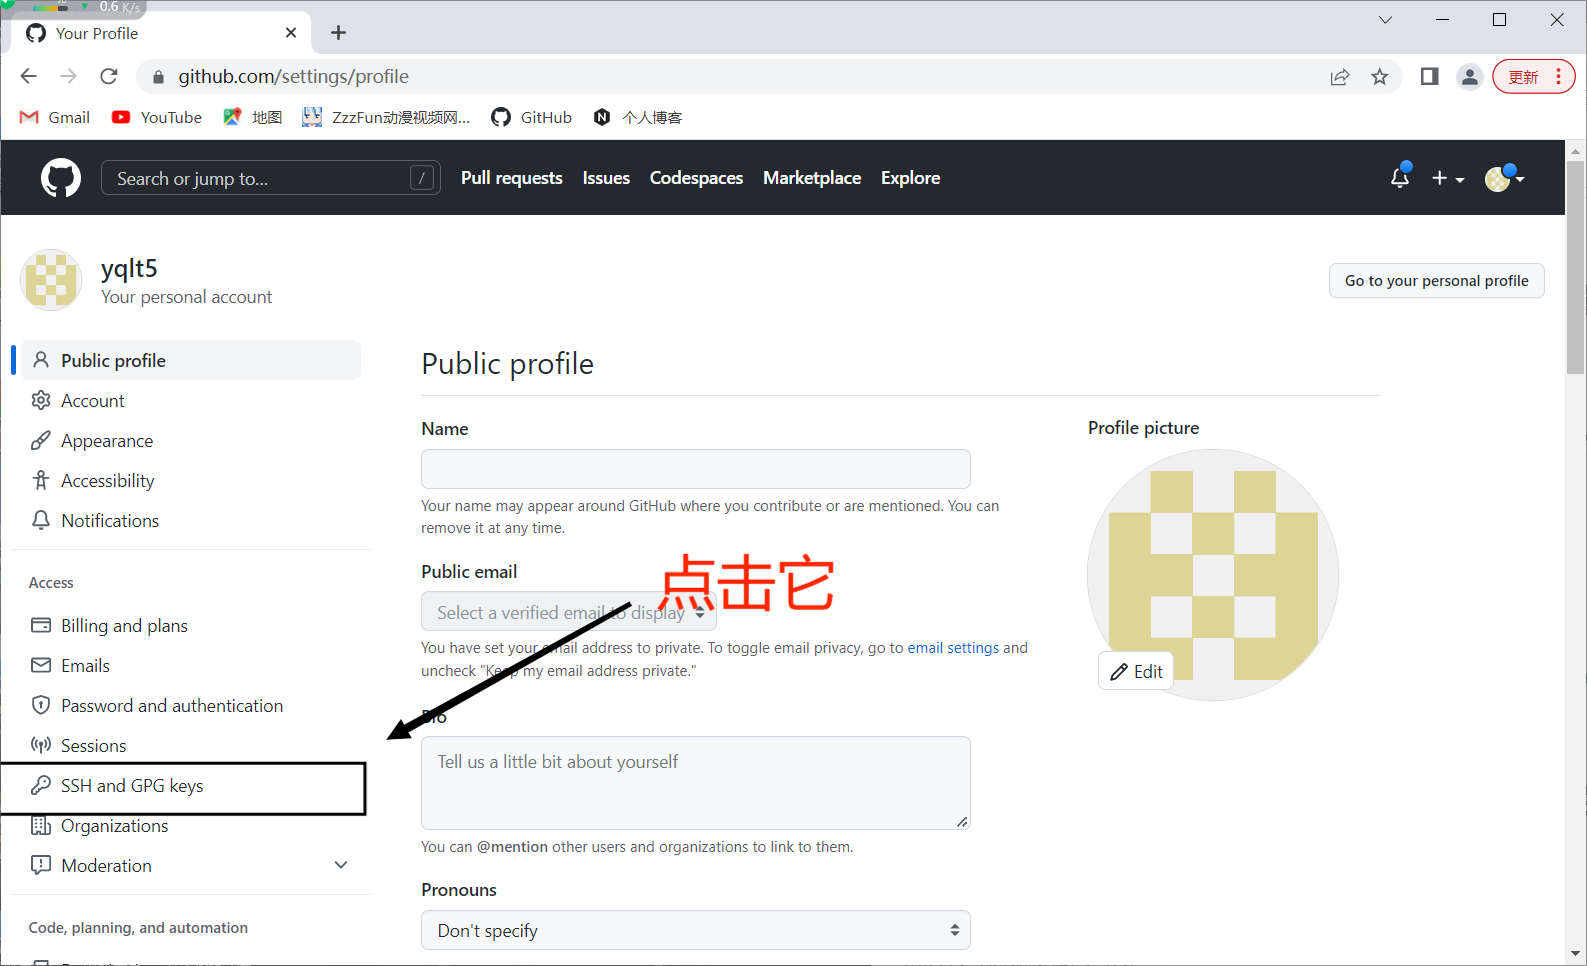 0.6 K/s
Your Profile
github.com/settings/profile
更新
Gmail
YouTube
地图
ZzzFun动漫视频网...
GitHub
个人博客
Search or jump to...
/
Pull requests
Issues
Codespaces
Marketplace
Explore
yqlt5
Your personal account
Go to your personal profile
Public profile
Account
Appearance
Accessibility
Notifications
Access
Billing and plans
Emails
Password and authentication
Sessions
SSH and GPG keys
Organizations
Moderation
Code, planning, and automation
Public profile
Name
Your name may appear around GitHub where you contribute or are mentioned. You can
remove it at any time.
Public email
点击它
Select a verified email to display
You have set your email address to private. To toggle email privacy, go to email settings and
uncheck "Keep my email address private."
Bio
Tell us a little bit about yourself
You can @mention other users and organizations to link to them.
Pronouns
Don't specify
Profile picture
Edit